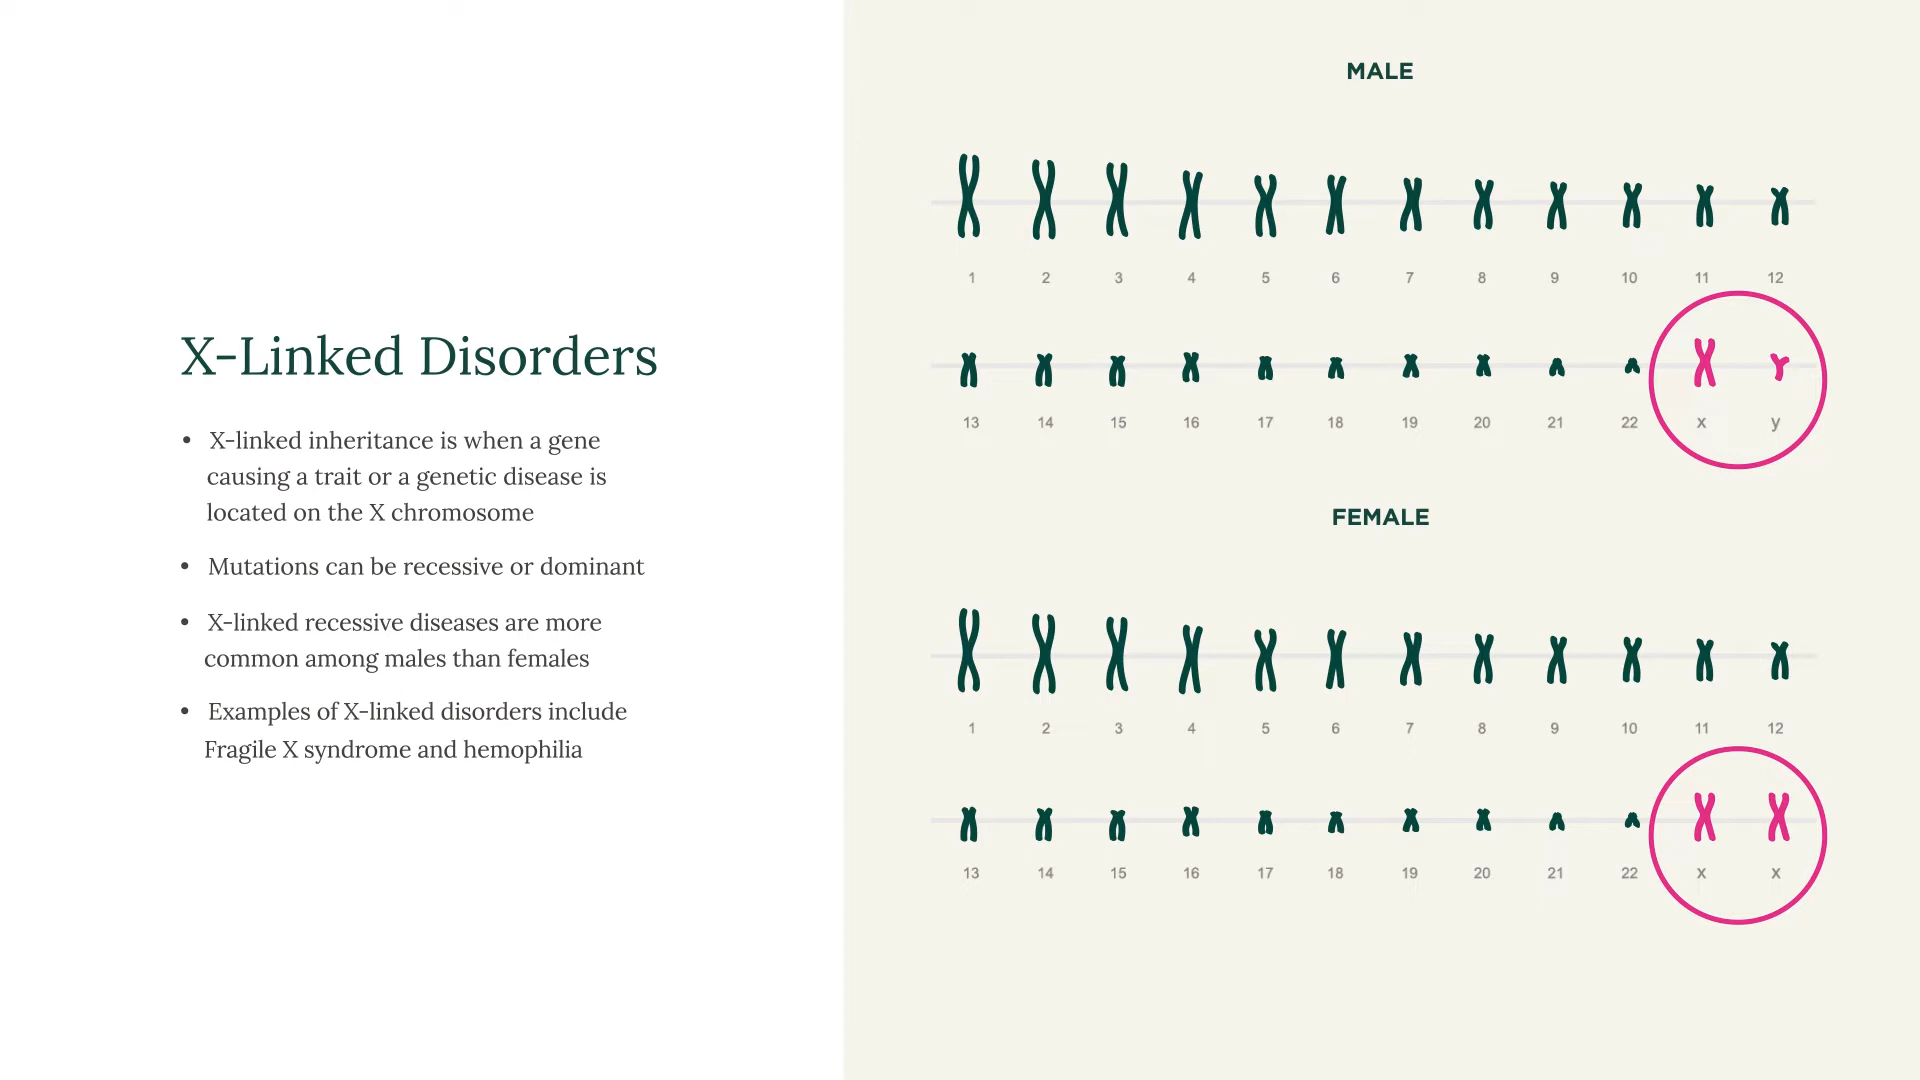 X-Linked Disorders
• X-linked inheritance is when a gene
causing a trait or a genetic disease is
located on the X chromosome
• Mutations can be recessive or dominant
• X-linked recessive diseases are more
common among males than females
• Examples of X-linked disorders include
Fragile X syndrome and hemophilia
MALE
1 2 3 4 5 6 7 8 9 10 11 12
13 14 15 16 17 18 19 20 21 22 x y
FEMALE
1 2 3 4 5 6 7 8 9 10 11 12
13 14 15 16 17 18 19 20 21 22 x x